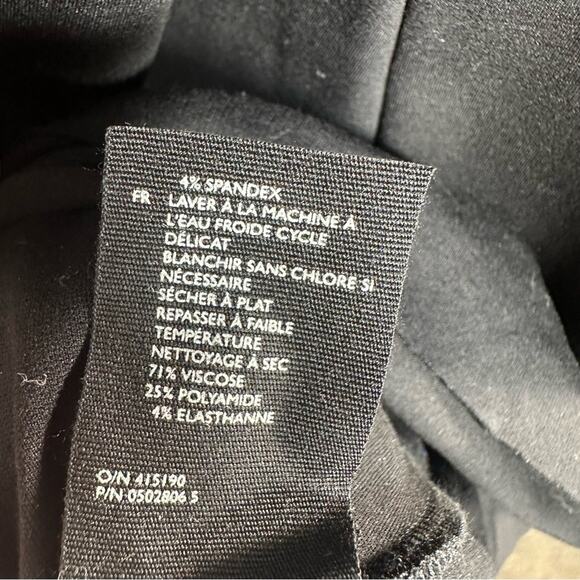 4% SPANDEX
FR LAVER À LA MACHINE À
L'EAU FROIDE CYCLE
DÉLICAT
BLANCHIR SANS CHLORE SI
NÉCESSAIRE
SÉCHER À PLAT
REPASSER À FAIBLE
TEMPÉRATURE
NETTOYAGE À SEC
71% VISCOSE
25% POLYAMIDE
4% ELASTHANNE
O/N 415190
P/N 0502806 5